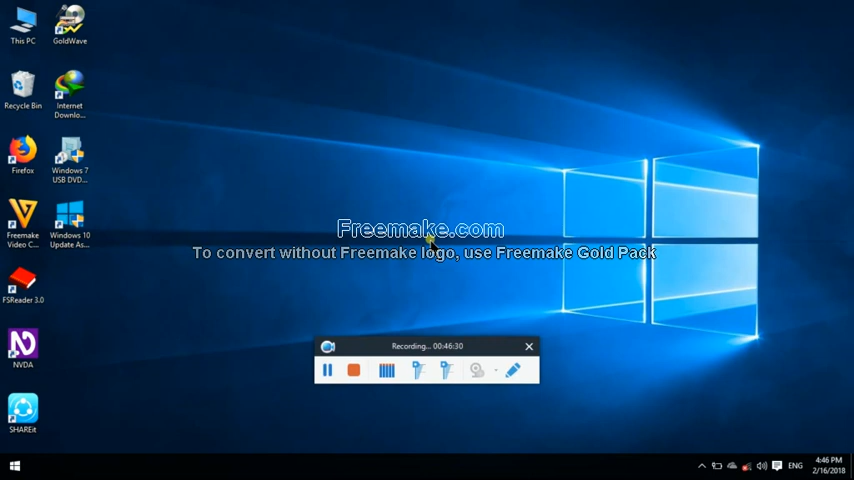 This PC
GoldWave
Recycle Bin
Internet
Downlo...
Firefox
Windows 7
USB DVD...
Freemake
Video C...
Windows 10
Update As...
FSReader 3.0
NVDA
SHAREit
Freemake.com
To convert without Freemake logo, use Freemake Gold Pack
Recording... 00:46:30
ENG
4:46 PM
2/16/2018